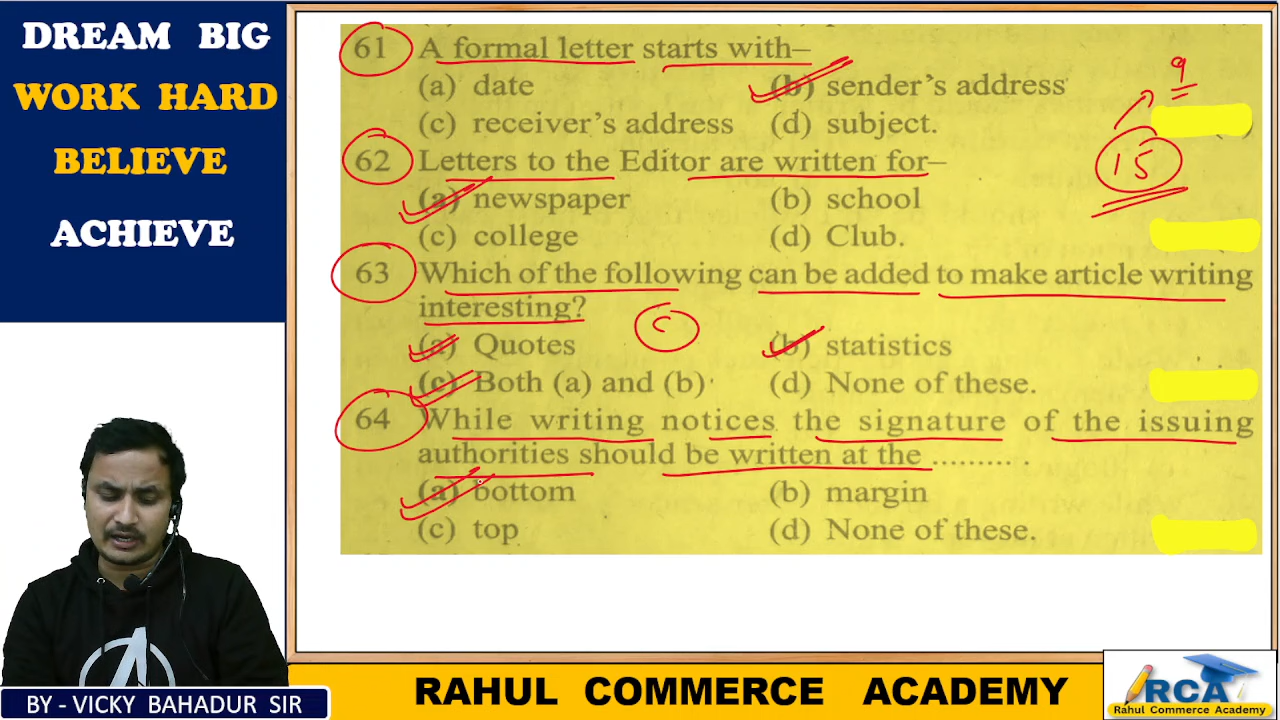 DREAM BIG
WORK HARD
BELIEVE
ACHIEVE
61 A formal letter starts with–
(a) date (b) sender's address
(c) receiver's address (d) subject.
9
15
62 Letters to the Editor are written for–
(a) newspaper (b) school
(c) college (d) Club.
63 Which of the following can be added to make article writing
interesting?
c
(a) Quotes (b) statistics
(c) Both (a) and (b) (d) None of these.
64 While writing notices the signature of the issuing
authorities should be written at the ..........
(a) bottom (b) margin
(c) top (d) None of these.
BY - VICKY BAHADUR SIR
RAHUL COMMERCE ACADEMY
RCA
Rahul Commerce Academy